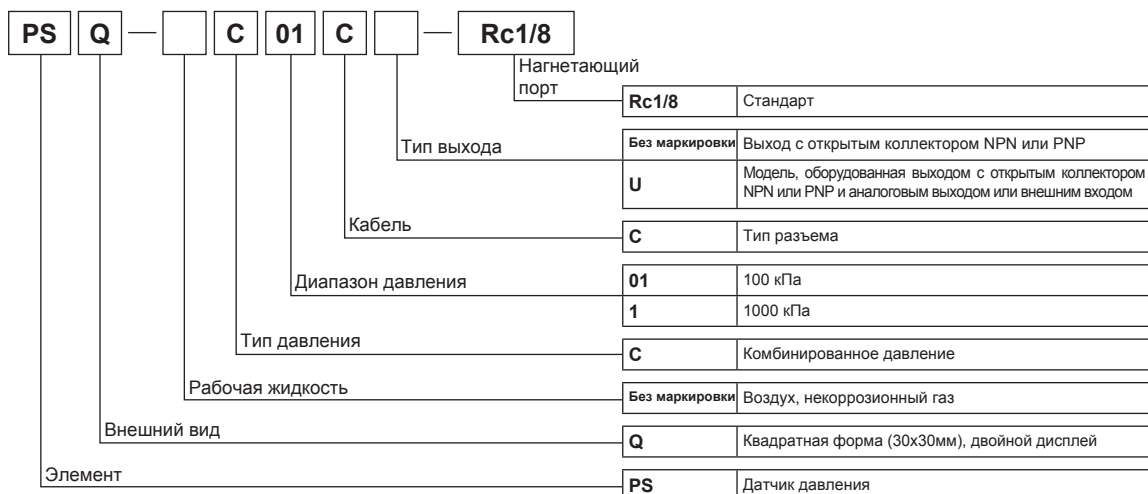 PS Q — C 01 C — Rc1/8
Нагнетающий
порт
Rc1/8 Стандарт
Тип выхода
Без маркировки Выход с открытым коллектором NPN или PNP
U Модель, оборудованная выходом с открытым коллектором
NPN или PNP и аналоговым выходом или внешним входом
Кабель
C Тип разъема
Диапазон давления
01 100 кПа
1 1000 кПа
Тип давления
C Комбинированное давление
Рабочая жидкость
Без маркировки Воздух, некоррозионный газ
Внешний вид
Q Квадратная форма (30х30мм), двойной дисплей
Элемент
PS Датчик давления